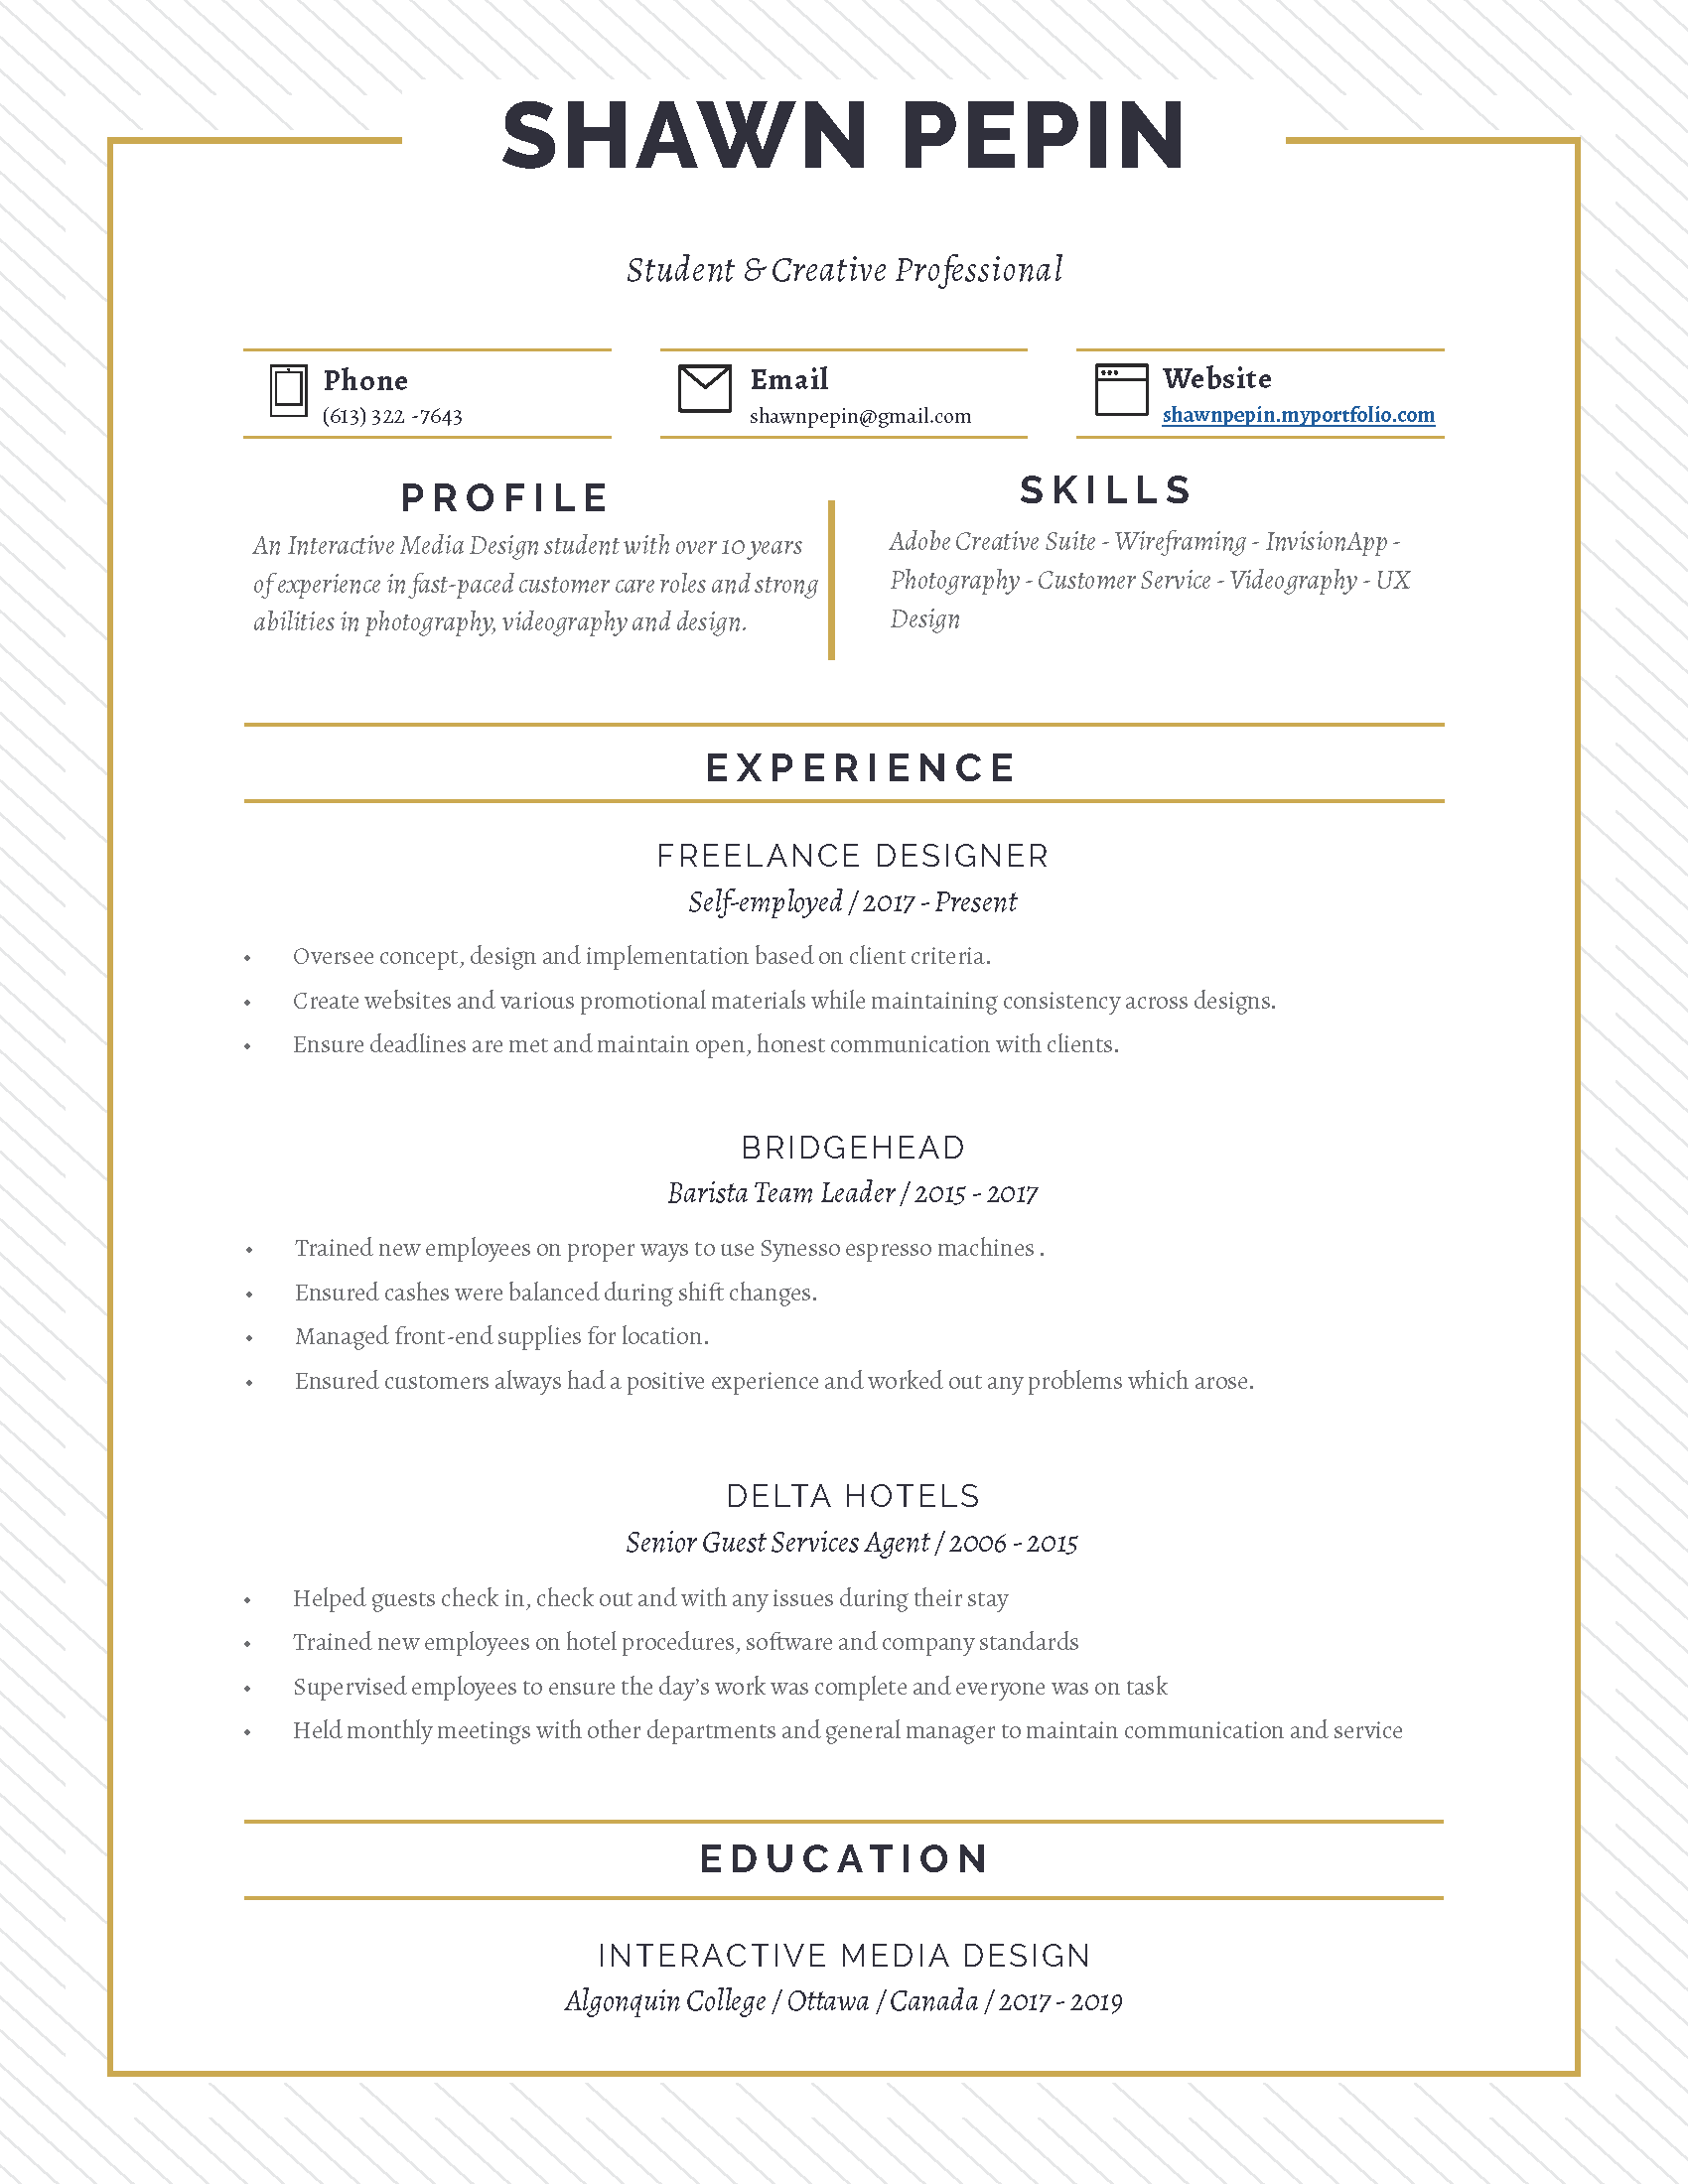 SHAWN PEPIN
Student & Creative Professional
Phone
(613) 322 -7643
Email
shawnpepin@gmail.com
Website
shawnpepin.myportfolio.com
PROFILE
An Interactive Media Design student with over 10 years
of experience in fast-paced customer care roles and strong
abilities in photography, videography and design.
SKILLS
Adobe Creative Suite - Wireframing - InvisionApp -
Photography - Customer Service - Videography - UX
Design
EXPERIENCE
FREELANCE DESIGNER
Self-employed / 2017 - Present
• Oversee concept, design and implementation based on client criteria.
• Create websites and various promotional materials while maintaining consistency across designs.
• Ensure deadlines are met and maintain open, honest communication with clients.
BRIDGEHEAD
Barista Team Leader / 2015 - 2017
• Trained new employees on proper ways to use Synesso espresso machines .
• Ensured cashes were balanced during shift changes.
• Managed front-end supplies for location.
• Ensured customers always had a positive experience and worked out any problems which arose.
DELTA HOTELS
Senior Guest Services Agent / 2006 - 2015
• Helped guests check in, check out and with any issues during their stay
• Trained new employees on hotel procedures, software and company standards
• Supervised employees to ensure the day’s work was complete and everyone was on task
• Held monthly meetings with other departments and general manager to maintain communication and service
EDUCATION
INTERACTIVE MEDIA DESIGN
Algonquin College / Ottawa / Canada / 2017 - 2019